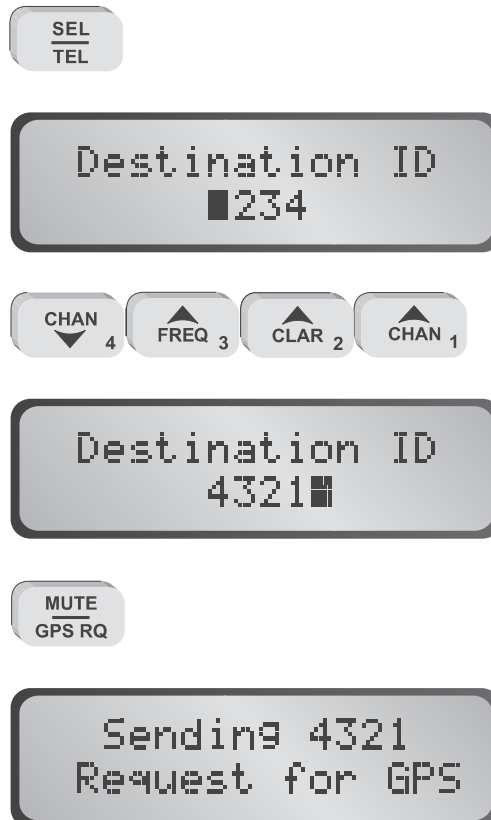 SEL
TEL
Destination ID
234
CHAN 4 FREQ 3 CLAR 2 CHAN 1
Destination ID
4321
MUTE
GPS RQ
Sending 4321
Request for GPS